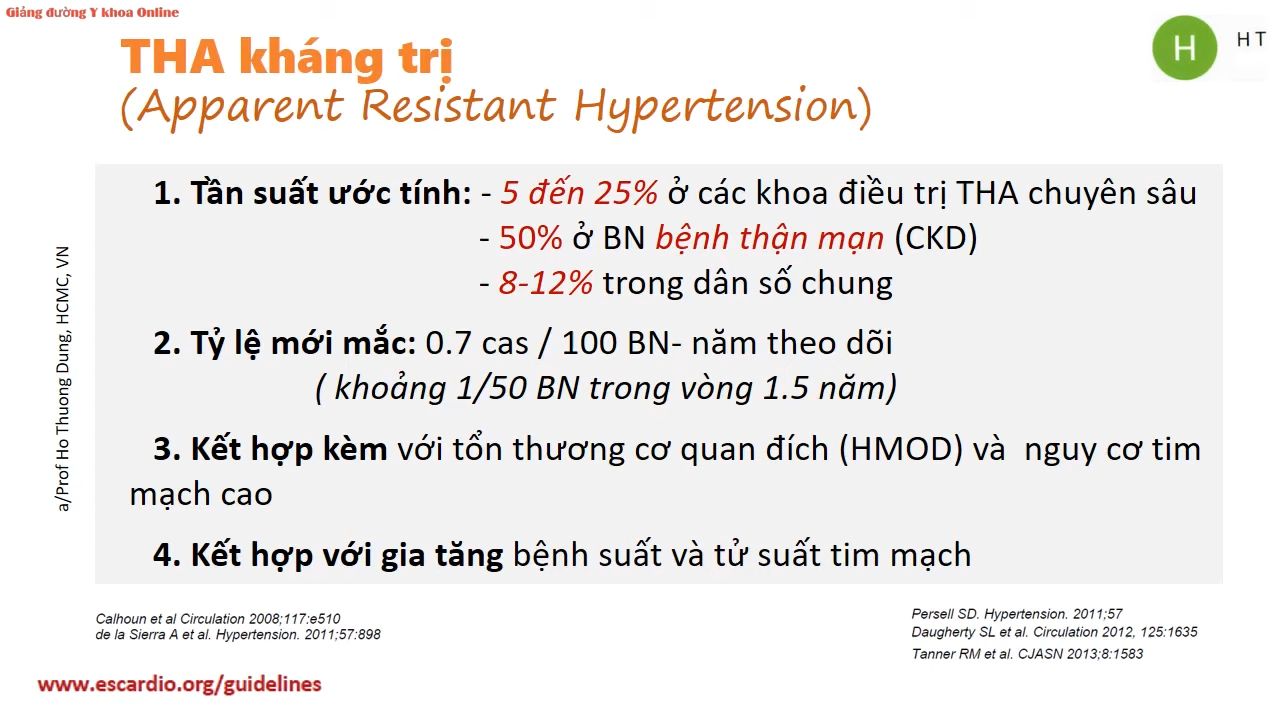 Giảng đường Y khoa Online
H
H T
THA kháng trị
(Apparent Resistant Hypertension)
1. Tần suất ước tính: - 5 đến 25% ở các khoa điều trị THA chuyên sâu
- 50% ở BN bệnh thận mạn (CKD)
- 8-12% trong dân số chung
2. Tỷ lệ mới mắc: 0.7 cas / 100 BN- năm theo dõi
( khoảng 1/50 BN trong vòng 1.5 năm)
3. Kết hợp kèm với tổn thương cơ quan đích (HMOD) và nguy cơ tim
mạch cao
4. Kết hợp với gia tăng bệnh suất và tử suất tim mạch
a/Prof Ho Thuong Dung, HCMC, VN
Calhoun et al Circulation 2008;117:e510
de la Sierra A et al. Hypertension. 2011;57:898
Persell SD. Hypertension. 2011;57
Daugherty SL et al. Circulation 2012, 125:1635
Tanner RM et al. CJASN 2013;8:1583
www.escardio.org/guidelines